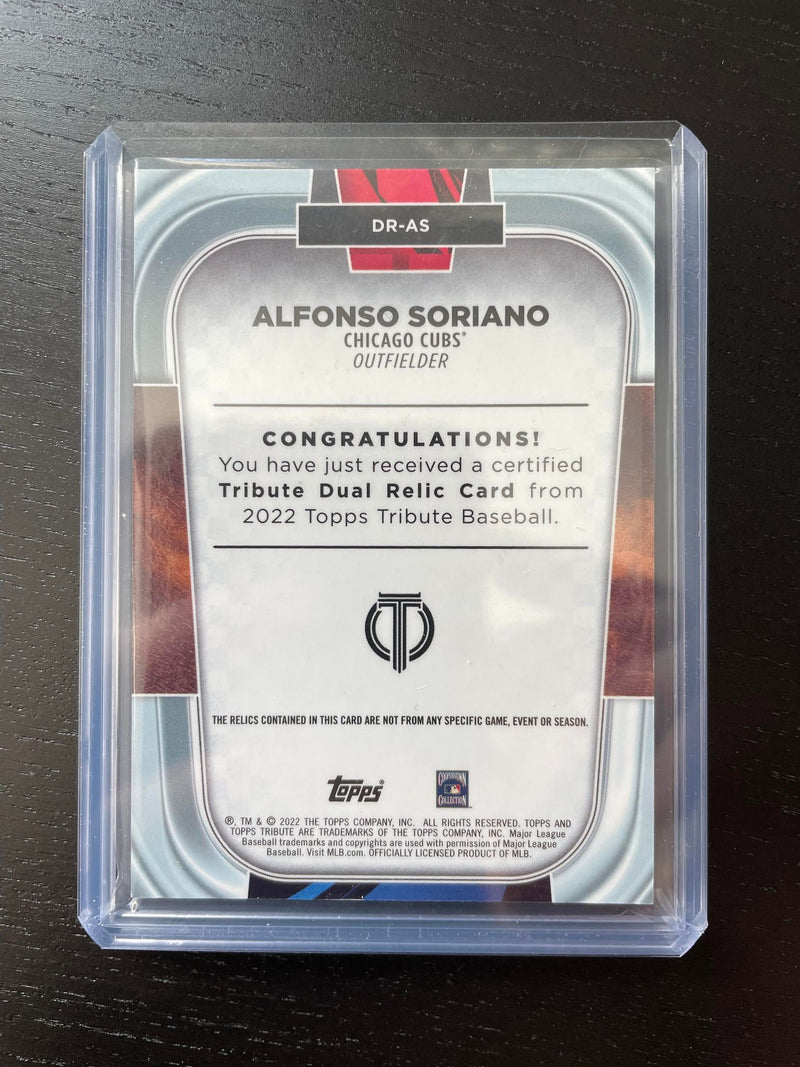 DR-AS
ALFONSO SORIANO
CHICAGO CUBS®
OUTFIELDER
CONGRATULATIONS!
You have just received a certified
Tribute Dual Relic Card from
2022 Topps Tribute Baseball.
T
THE RELICS CONTAINED IN THIS CARD ARE NOT FROM ANY SPECIFIC GAME, EVENT OR SEASON.
Topps®
COOPERSTOWN
COLLECTION
®, TM & © 2022 THE TOPPS COMPANY, INC. ALL RIGHTS RESERVED. TOPPS AND
TOPPS TRIBUTE ARE TRADEMARKS OF THE TOPPS COMPANY, INC. Major League
Baseball trademarks and copyrights are used with permission of Major League
Baseball. Visit MLB.com. OFFICIALLY LICENSED PRODUCT OF MLB.